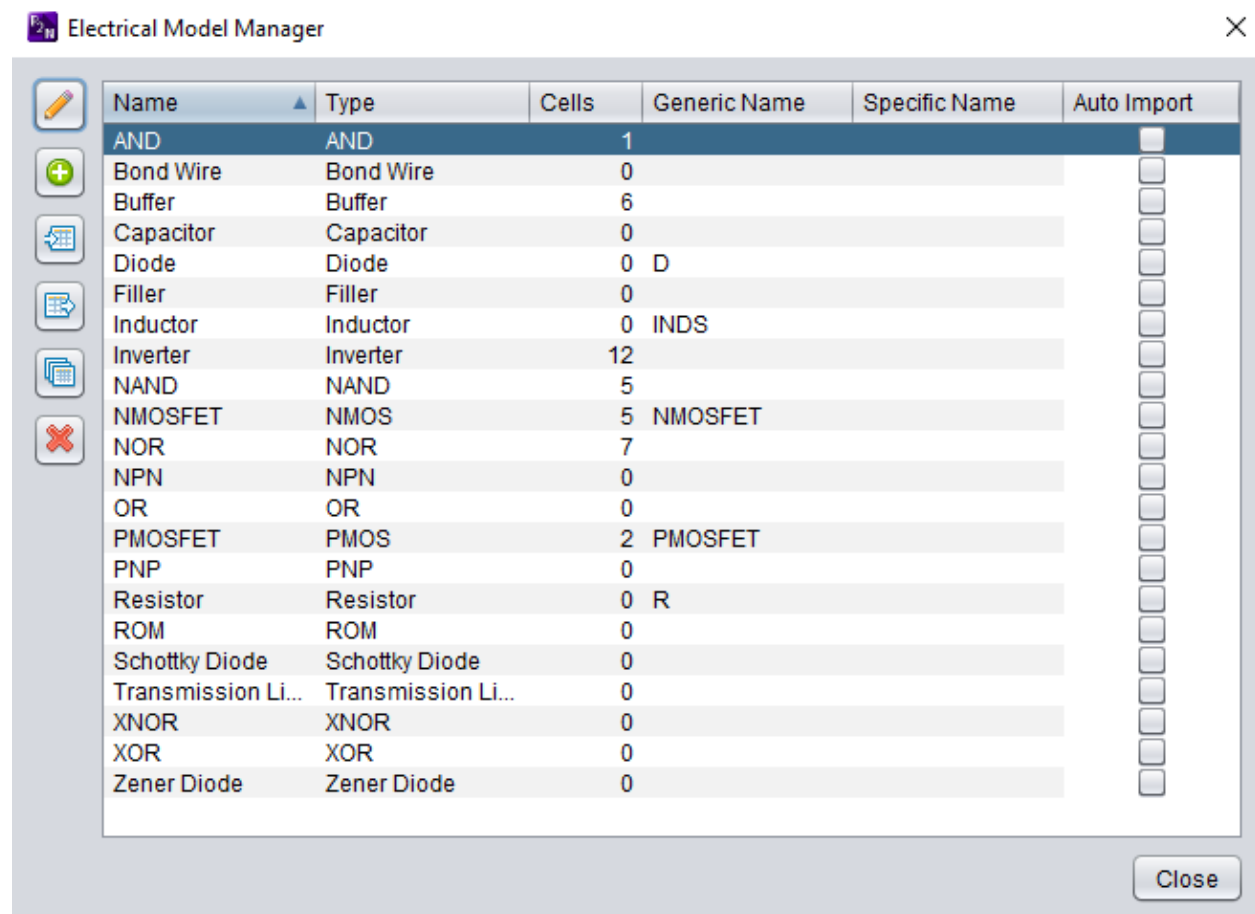 P2N Electrical Model Manager
Name Type Cells Generic Name Specific Name Auto Import
AND AND 1
Bond Wire Bond Wire 0
Buffer Buffer 6
Capacitor Capacitor 0
Diode Diode 0 D
Filler Filler 0
Inductor Inductor 0 INDS
Inverter Inverter 12
NAND NAND 5
NMOSFET NMOS 5 NMOSFET
NOR NOR 7
NPN NPN 0
OR OR 0
PMOSFET PMOS 2 PMOSFET
PNP PNP 0
Resistor Resistor 0 R
ROM ROM 0
Schottky Diode Schottky Diode 0
Transmission Li... Transmission Li... 0
XNOR XNOR 0
XOR XOR 0
Zener Diode Zener Diode 0
Close